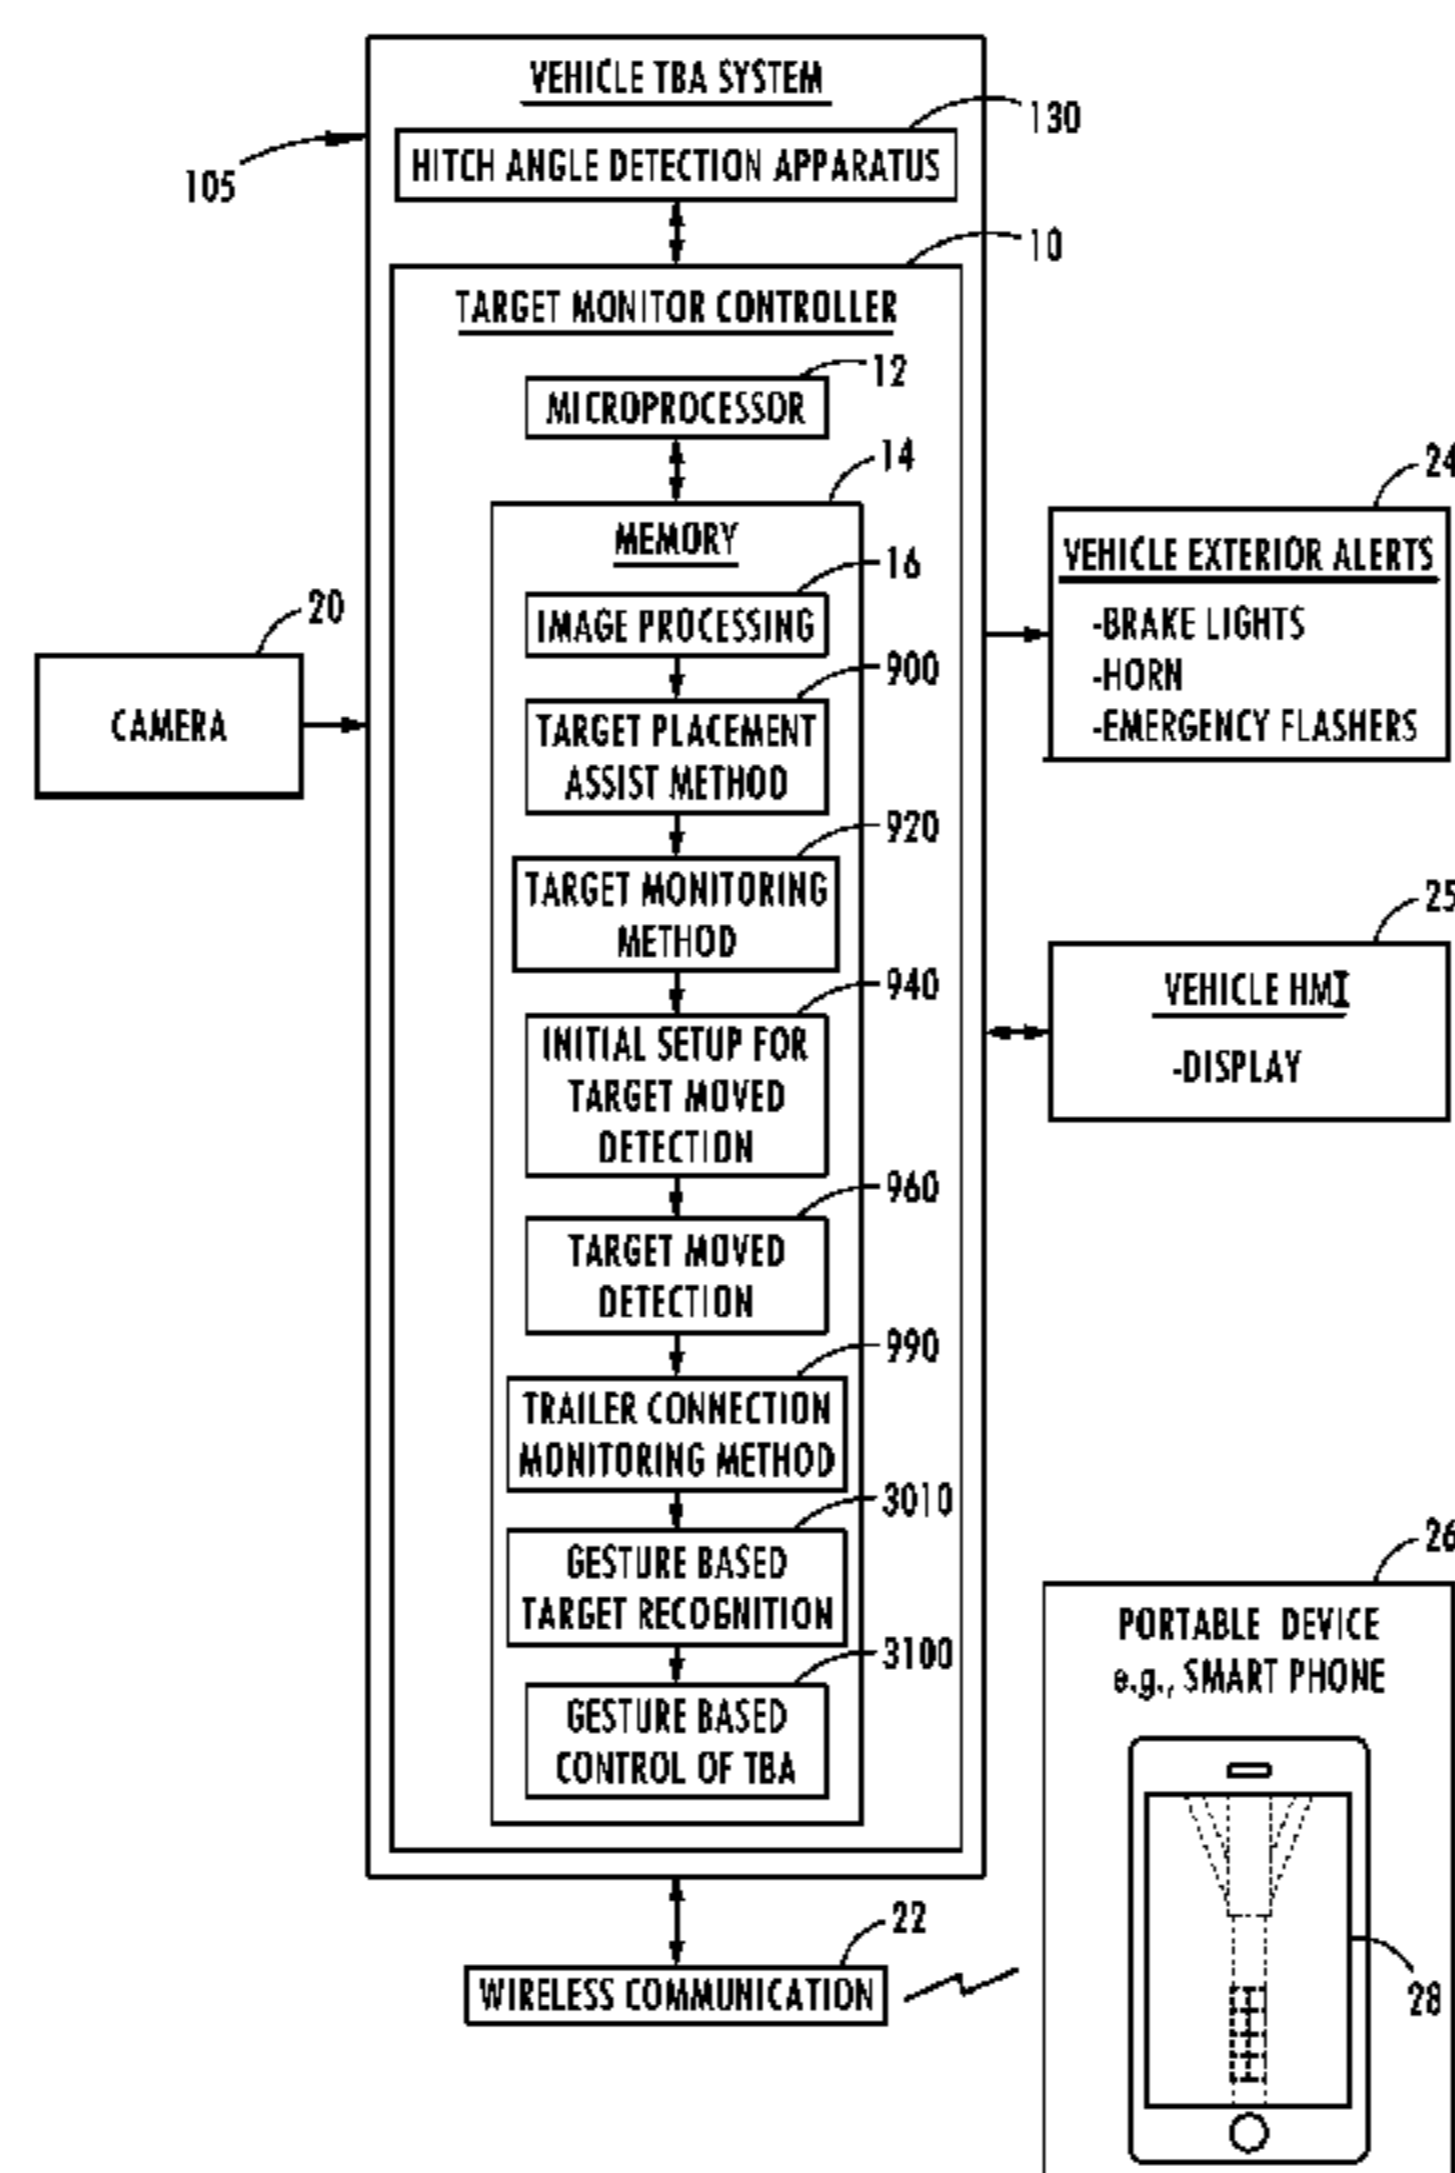 VEHICLE TBA SYSTEM
130
HITCH ANGLE DETECTION APPARATUS
105
10
TARGET MONITOR CONTROLLER
12
MICROPROCESSOR
14
MEMORY
16
IMAGE PROCESSING
900
TARGET PLACEMENT
ASSIST METHOD
920
TARGET MONITORING
METHOD
940
INITIAL SETUP FOR
TARGET MOVED
DETECTION
960
TARGET MOVED
DETECTION
990
TRAILER CONNECTION
MONITORING METHOD
3010
GESTURE BASED
TARGET RECOGNITION
3100
GESTURE BASED
CONTROL OF TBA
20
CAMERA
24
VEHICLE EXTERIOR ALERTS
-BRAKE LIGHTS
-HORN
-EMERGENCY FLASHERS
25
VEHICLE HMI
-DISPLAY
22
WIRELESS COMMUNICATION
26
PORTABLE DEVICE
e.g., SMART PHONE
28